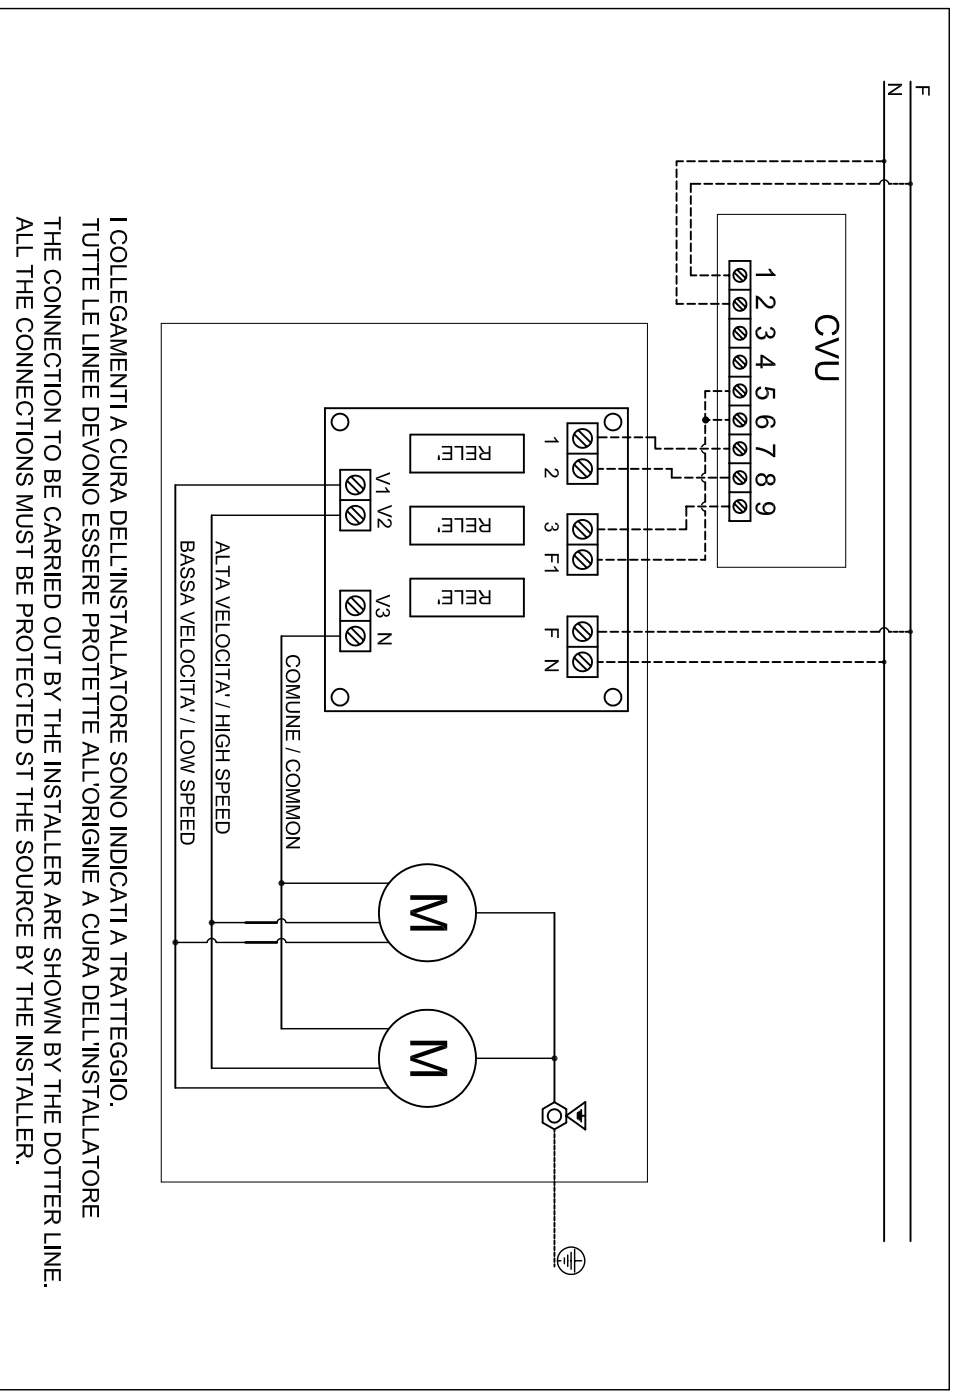 F
N
CVU
1 2 3 4 5 6 7 8 9
1 2 3 F1 F N
RELE' RELE' RELE'
V1 V2 V3 N
COMUNE / COMMON
ALTA VELOCITA' / HIGH SPEED
BASSA VELOCITA' / LOW SPEED
M M
I COLLEGAMENTI A CURA DELL'INSTALLATORE SONO INDICATI A TRATTEGGIO.
TUTTE LE LINEE DEVONO ESSERE PROTETTE ALL'ORIGINE A CURA DELL'INSTALLATORE
THE CONNECTION TO BE CARRIED OUT BY THE INSTALLER ARE SHOWN BY THE DOTTER LINE.
ALL THE CONNECTIONS MUST BE PROTECTED ST THE SOURCE BY THE INSTALLER.